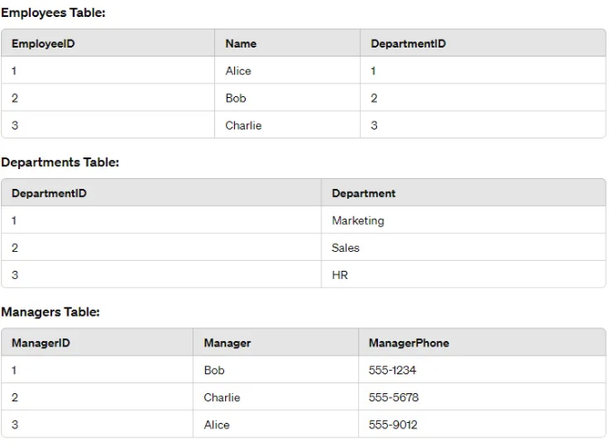 Employees Table:
EmployeeID Name DepartmentID
1 Alice 1
2 Bob 2
3 Charlie 3
Departments Table:
DepartmentID Department
1 Marketing
2 Sales
3 HR
Managers Table:
ManagerID Manager ManagerPhone
1 Bob 555-1234
2 Charlie 555-5678
3 Alice 555-9012